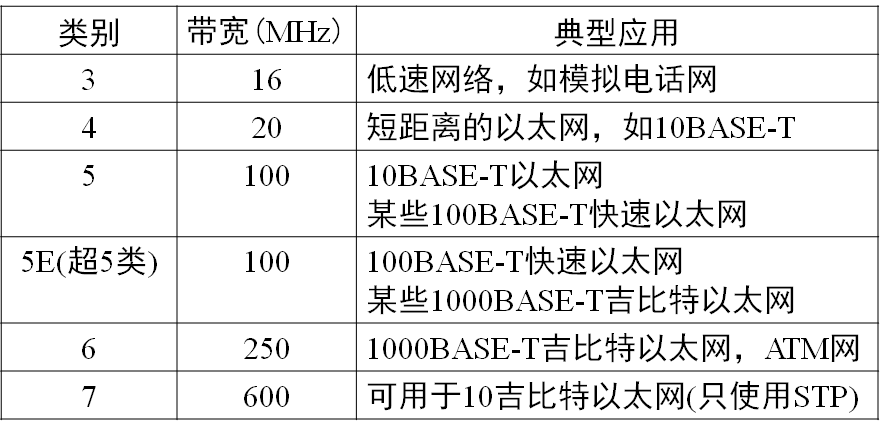 类别 带宽(MHz) 典型应用
3 16 低速网络，如模拟电话网
4 20 短距离的以太网，如10BASE-T
5 100 10BASE-T以太网
某些100BASE-T快速以太网
5E(超5类) 100 100BASE-T快速以太网
某些1000BASE-T吉比特以太网
6 250 1000BASE-T吉比特以太网，ATM网
7 600 可用于10吉比特以太网(只使用STP)